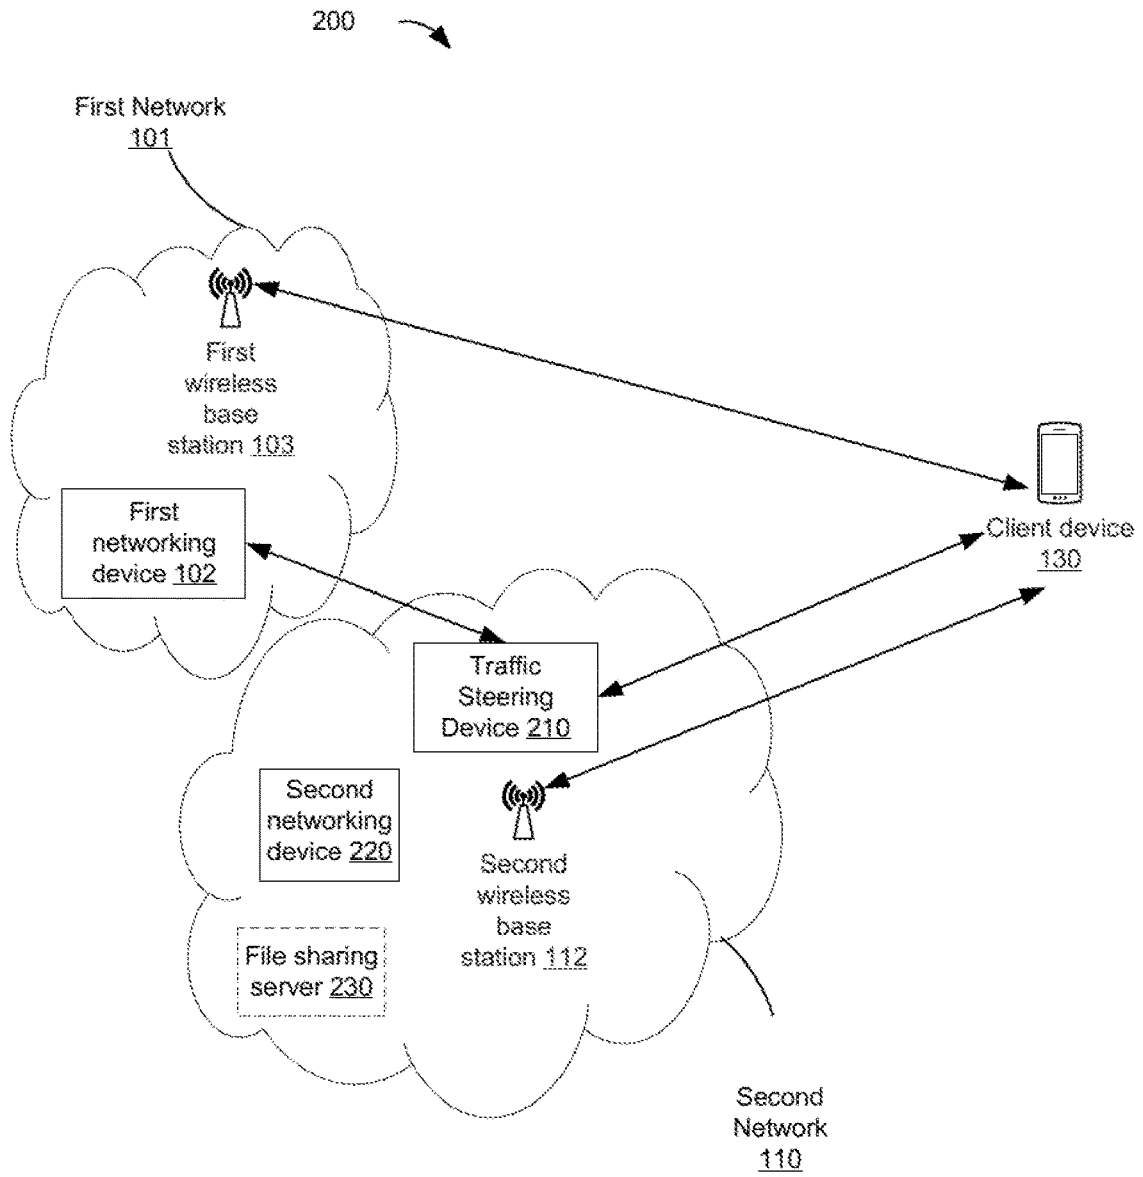 200
First Network
101
First
wireless
base
station 103
First
networking
device 102
Client device
130
Traffic
Steering
Device 210
Second
networking
device 220
Second
wireless
base
station 112
File sharing
server 230
Second
Network
110